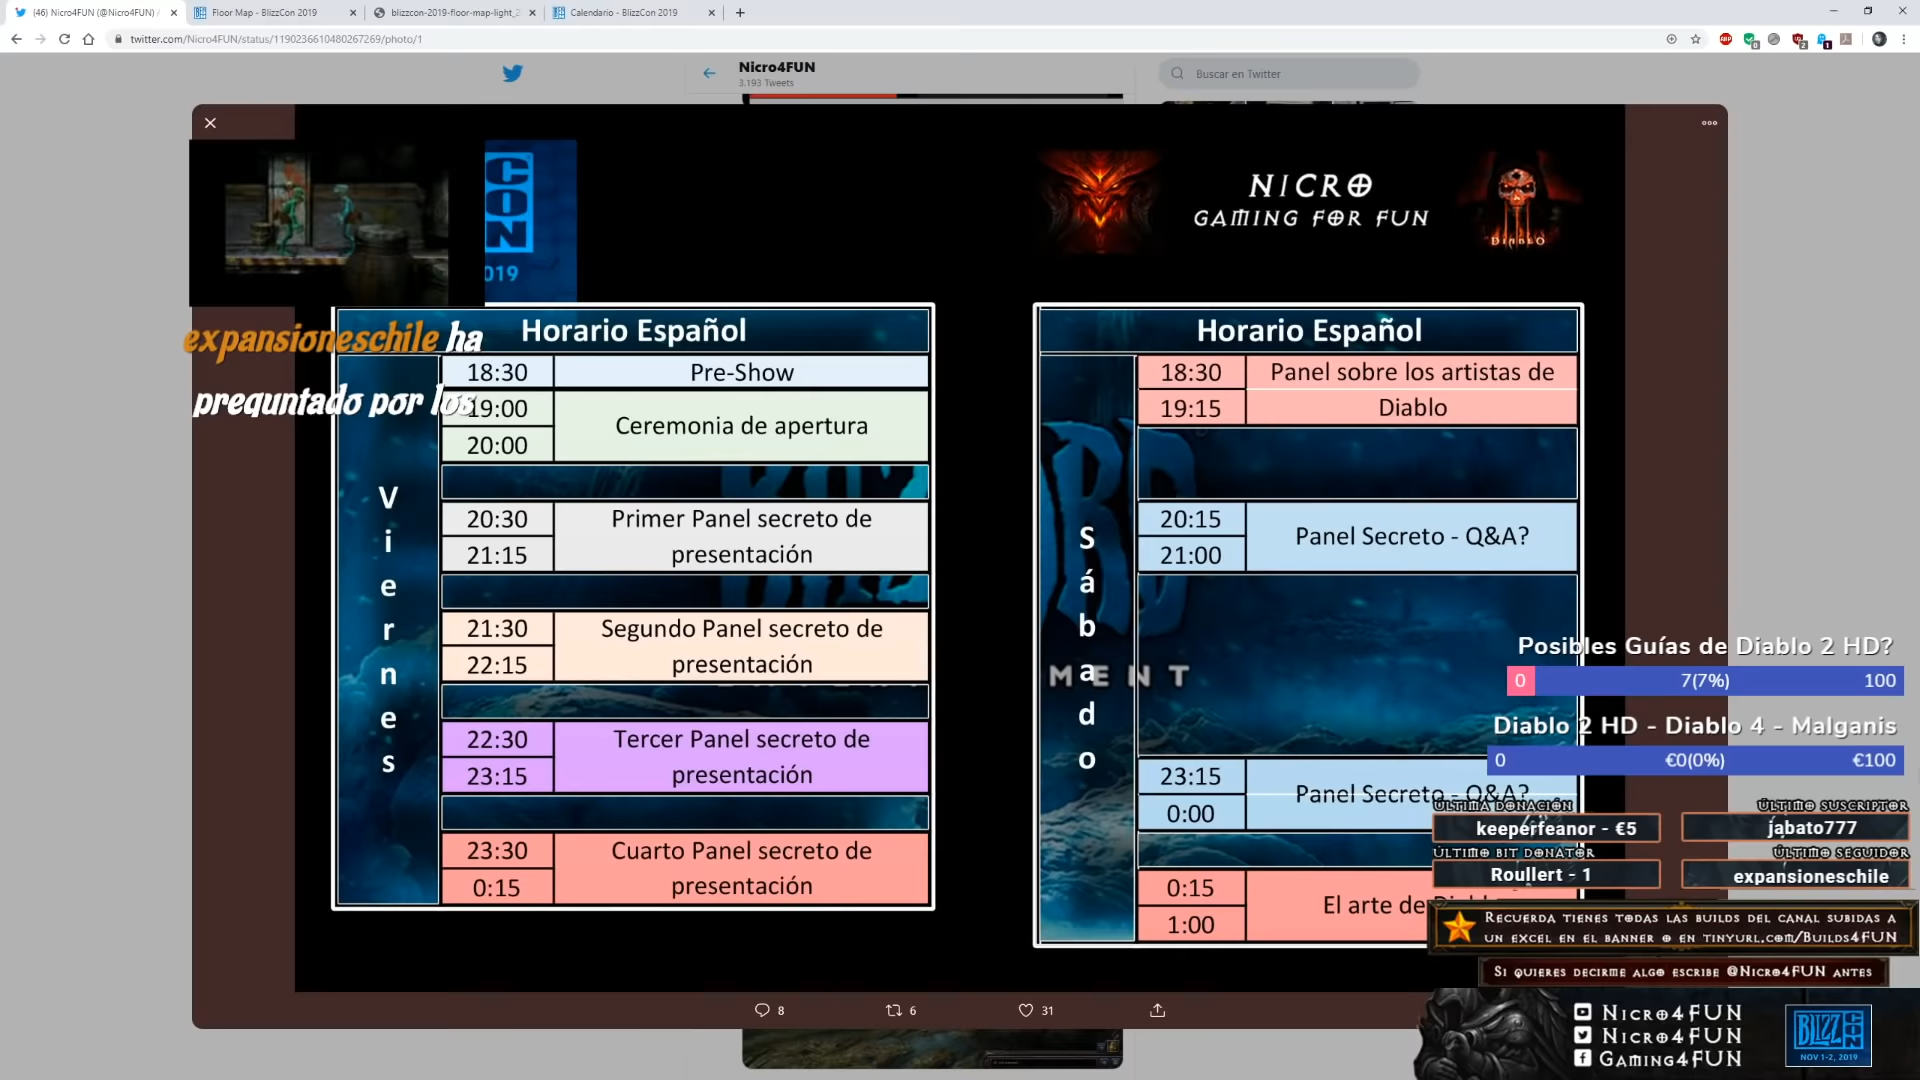 (46) Nicro4FUN (@Nicro4FUN) /
Floor Map - BlizzCon 2019
blizzcon-2019-floor-map-light_2
Calendario - BlizzCon 2019
twitter.com/Nicro4FUN/status/1190236610480267269/photo/1
Nicro4FUN
3.193 Tweets
Buscar en Twitter
CON
019
NICRO
GAMING FOR FUN
DIABLO
expansioneschile ha
preguntado por los
Horario Español
Viernes
18:30 Pre-Show
19:00
Ceremonia de apertura
20:00
20:30 Primer Panel secreto de
21:15 presentación
21:30 Segundo Panel secreto de
22:15 presentación
22:30 Tercer Panel secreto de
23:15 presentación
23:30 Cuarto Panel secreto de
0:15 presentación
Horario Español
Sábado
18:30 Panel sobre los artistas de
19:15 Diablo
20:15
Panel Secreto - Q&A?
21:00
MENT
23:15
Panel Secreto - Q&A?
0:00
0:15
El arte de
1:00
Posibles Guías de Diablo 2 HD?
0 7(7%) 100
Diablo 2 HD - Diablo 4 - Malganis
0 €0(0%) €100
ÚLTIMA DONACIÓN
keeperfeanor - €5
ÚLTIMO SUSCRIPTOR
jabato777
ÚLTIMO BIT DONATOR
Roullert - 1
ÚLTIMO SEGUIDOR
expansioneschile
RECUERDA TIENES TODAS LAS BUILDS DEL CANAL SUBIDAS A
UN EXCEL EN EL BANNER O EN TINYURL.COM/BUILDS4FUN
SI QUIERES DECIRME ALGO ESCRIBE @NICRO4FUN ANTES
NICRO4FUN
NICRO4FUN
GAMING4FUN
BLIZZCON
NOV 1-2, 2019
8
6
31